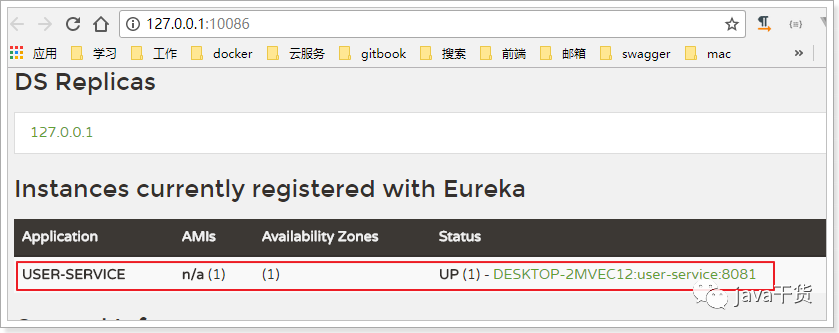 127.0.0.1:10086
应用 学习 工作 docker 云服务 gitbook 搜索 前端 邮箱 swagger mac »
DS Replicas
127.0.0.1
Instances currently registered with Eureka
Application AMIs Availability Zones Status
USER-SERVICE n/a (1) (1) UP (1) - DESKTOP-2MVEC12:user-service:8081
java干货